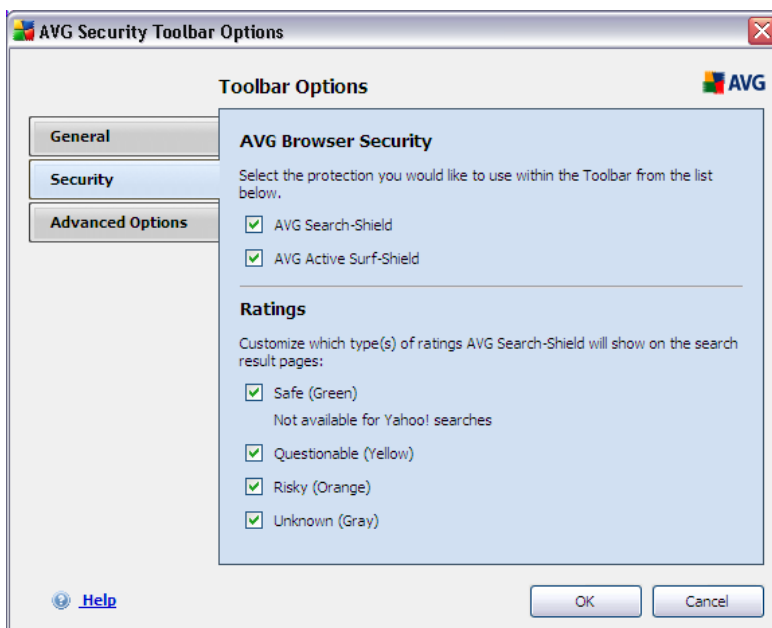 AVG Security Toolbar Options
Toolbar Options
AVG
General
Security
Advanced Options
AVG Browser Security
Select the protection you would like to use within the Toolbar from the list
below.
AVG Search-Shield
AVG Active Surf-Shield
Ratings
Customize which type(s) of ratings AVG Search-Shield will show on the search
result pages:
Safe (Green)
Not available for Yahoo! searches
Questionable (Yellow)
Risky (Orange)
Unknown (Gray)
Help
OK
Cancel